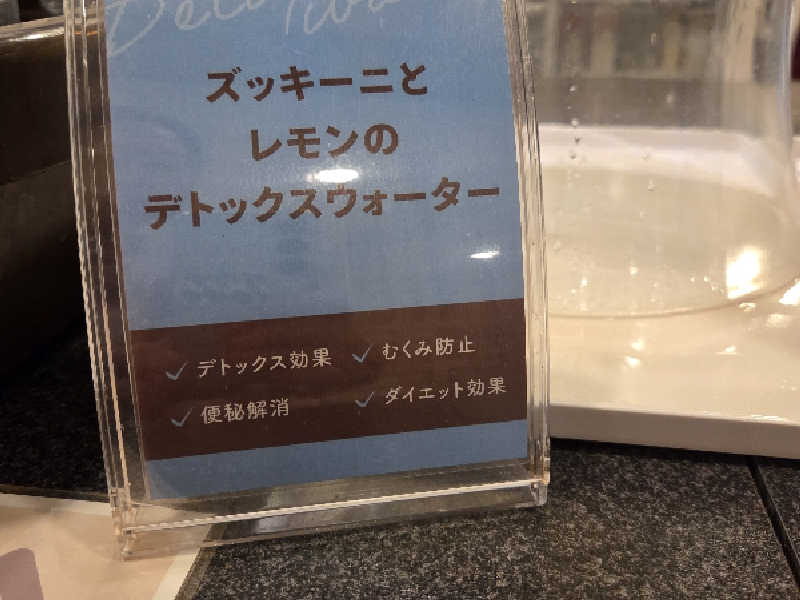 ズッキーニと
レモンの
デトックスウォーター
デトックス効果
むくみ防止
便秘解消
ダイエット効果